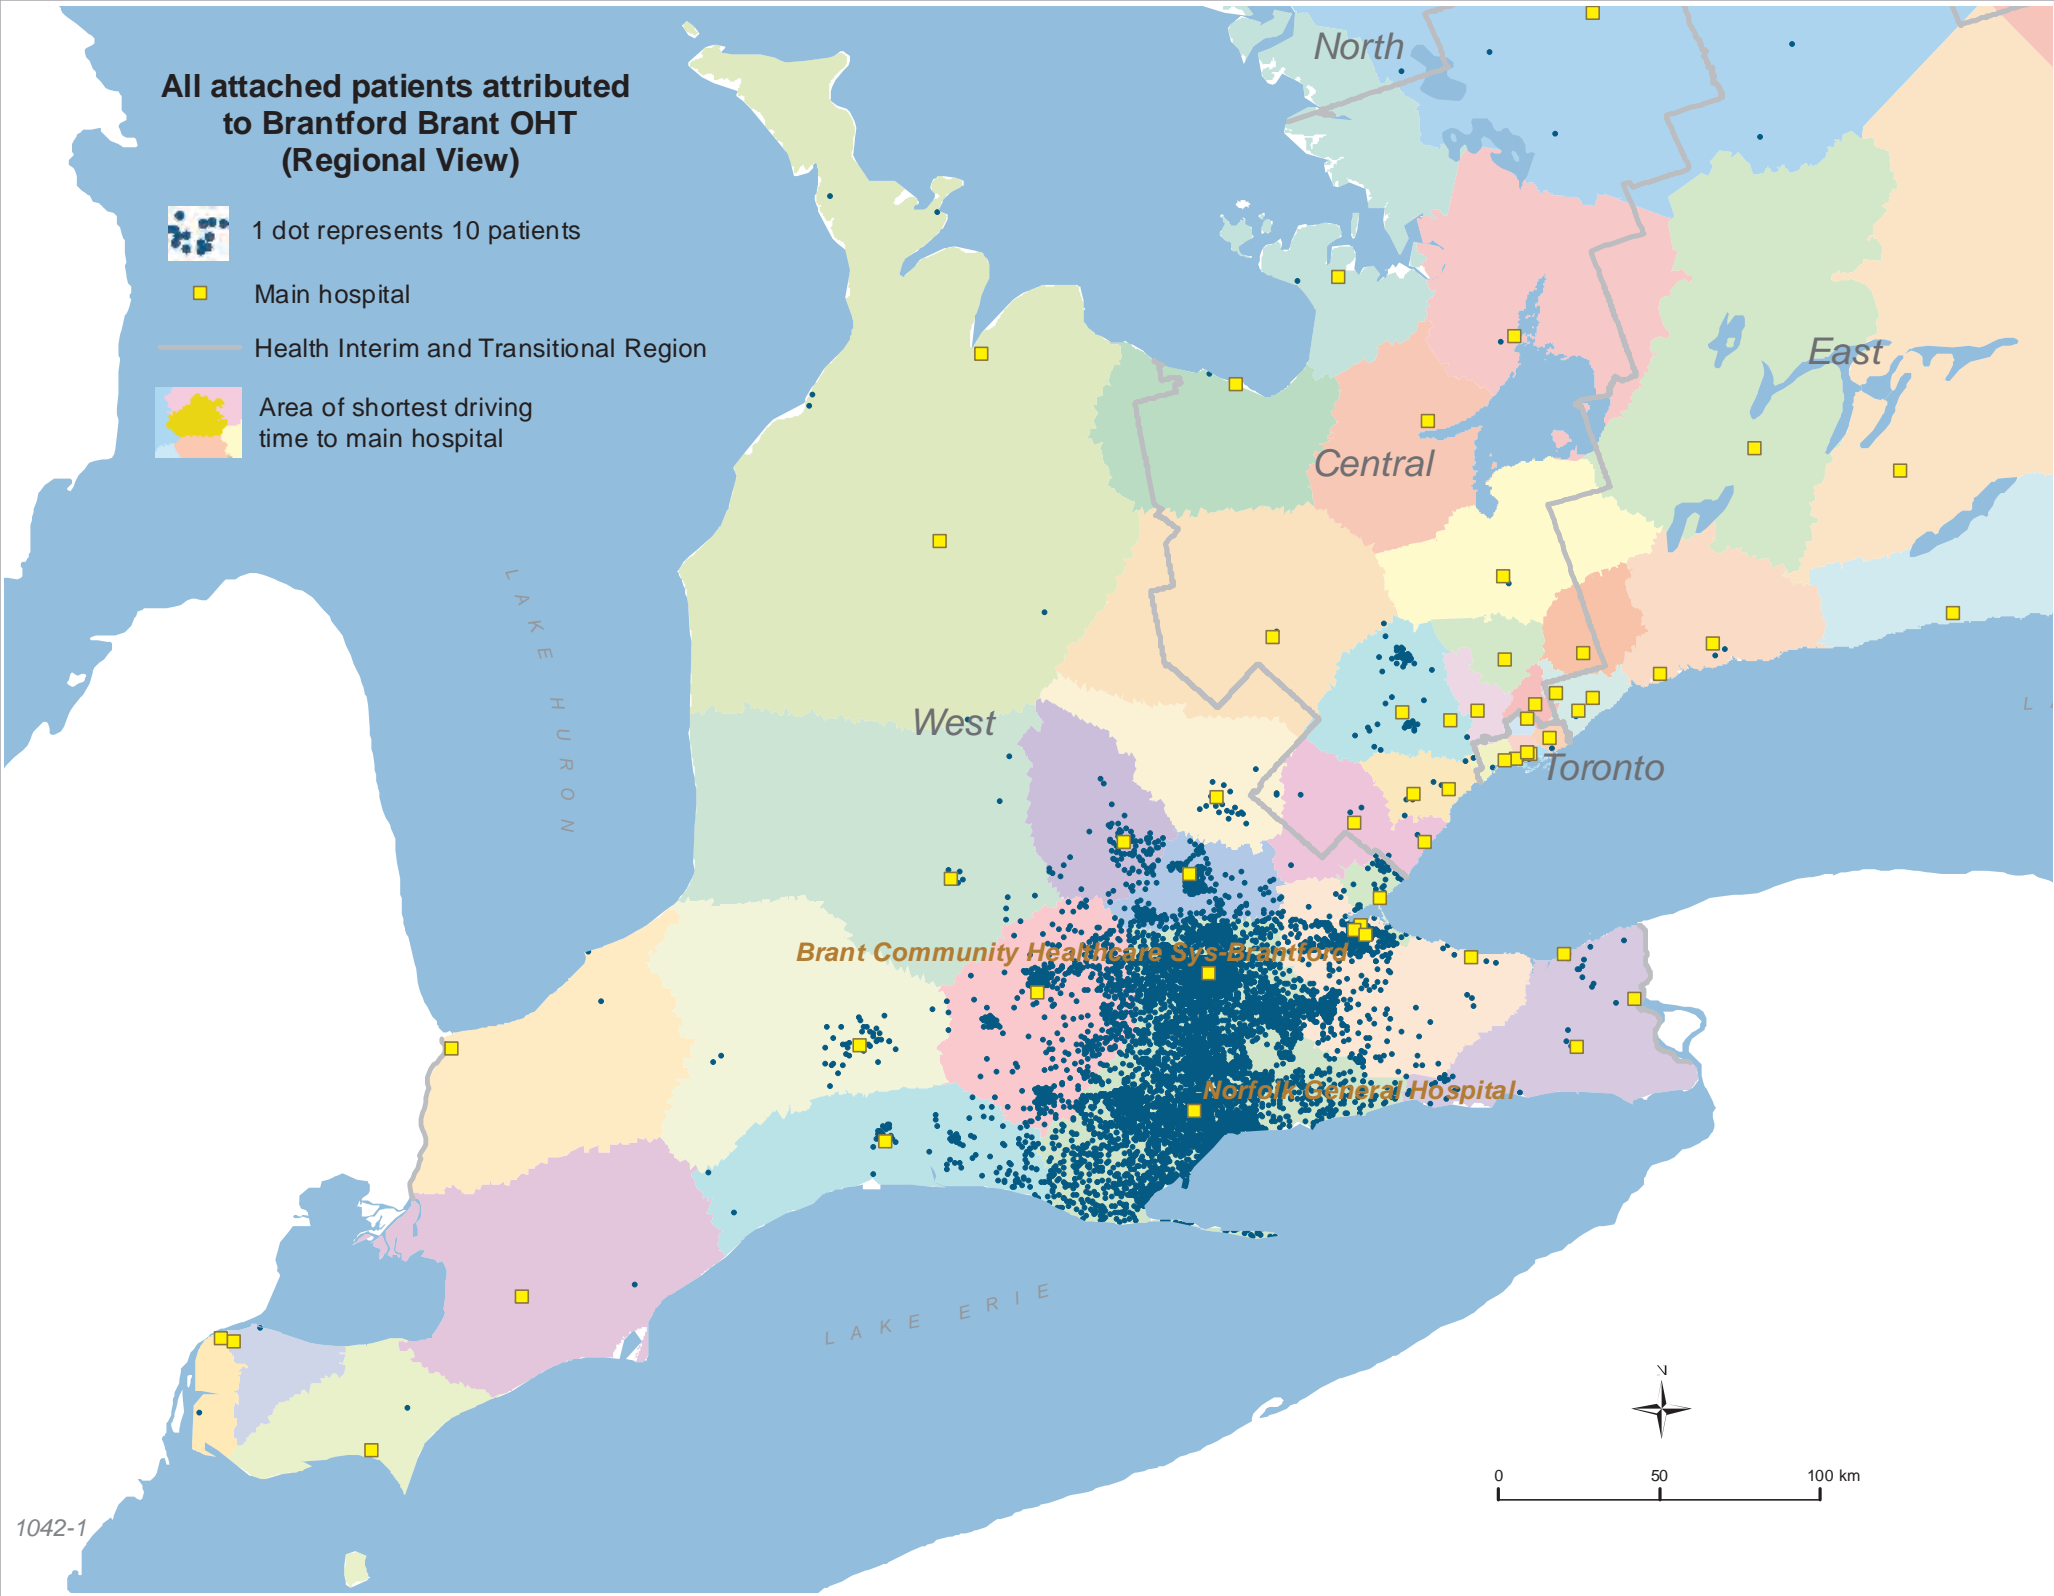 All attached patients attributed
to Brantford Brant OHT
(Regional View)
1 dot represents 10 patients
Main hospital
Health Interim and Transitional Region
Area of shortest driving
time to main hospital
North
East
Central
West
Toronto
LAKE HURON
L A
Brant Community Healthcare Sys-Brantford
Norfolk General Hospital
LAKE ERIE
N
0 50 100 km
1042-1